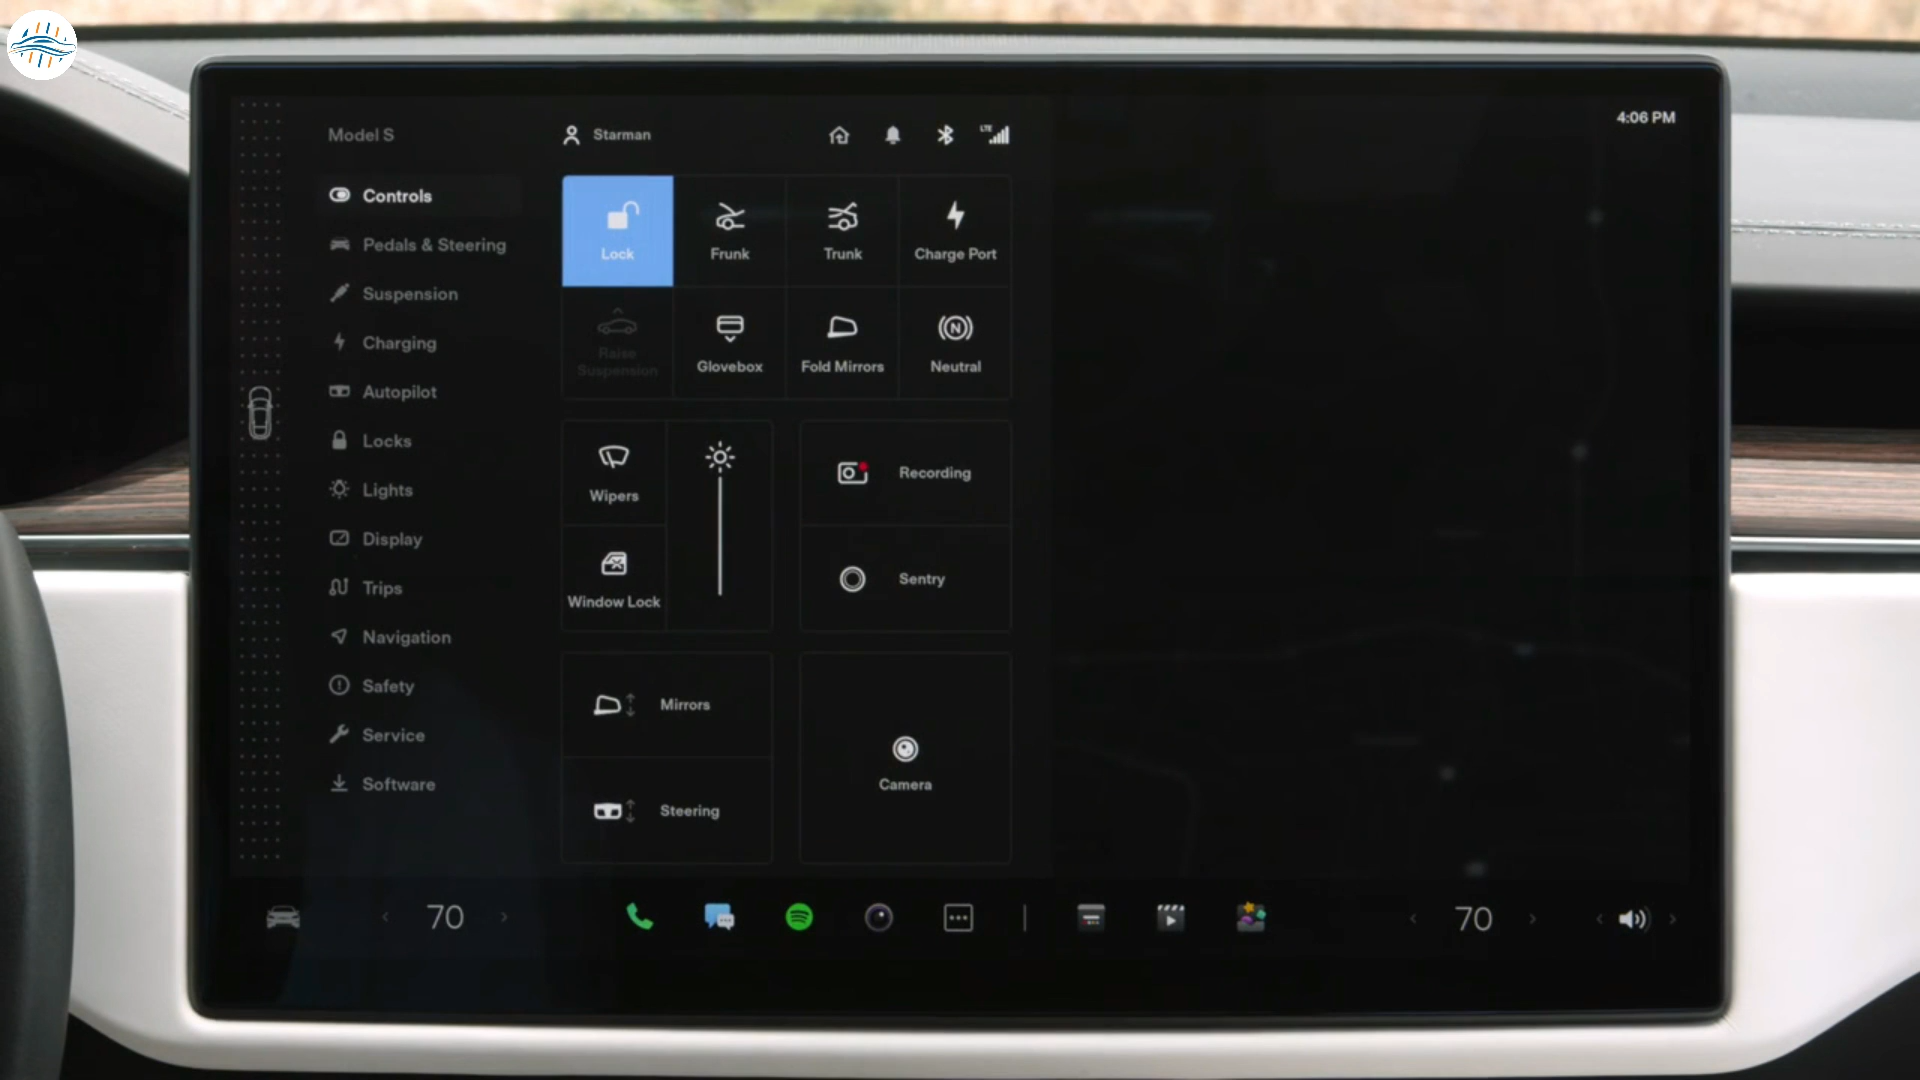 4:06 PM
Model S
Starman
LTE
Controls
Pedals & Steering
Suspension
Charging
Autopilot
Locks
Lights
Display
Trips
Navigation
Safety
Service
Software
Lock
Frunk
Trunk
Charge Port
Raise
Suspension
Glovebox
Fold Mirrors
N
Neutral
Wipers
Window Lock
Recording
Sentry
Mirrors
Steering
Camera
70
70